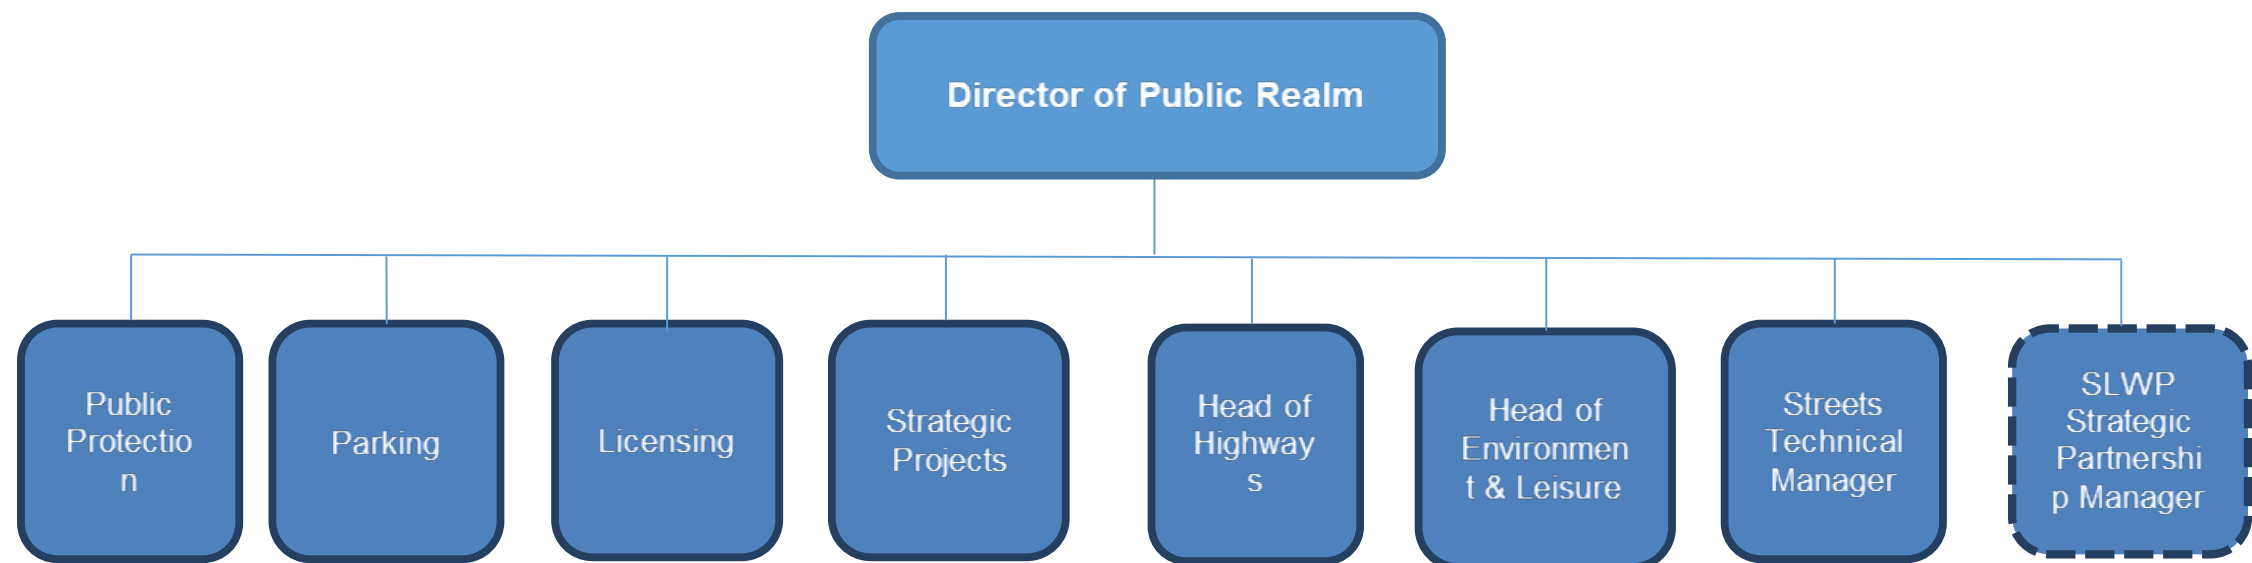 Director of Public Realm
Public
Protectio
n
Parking
Licensing
Strategic
Projects
Head of
Highway
s
Head of
Environmen
t & Leisure
Streets
Technical
Manager
SLWP
Strategic
Partnershi
p Manager